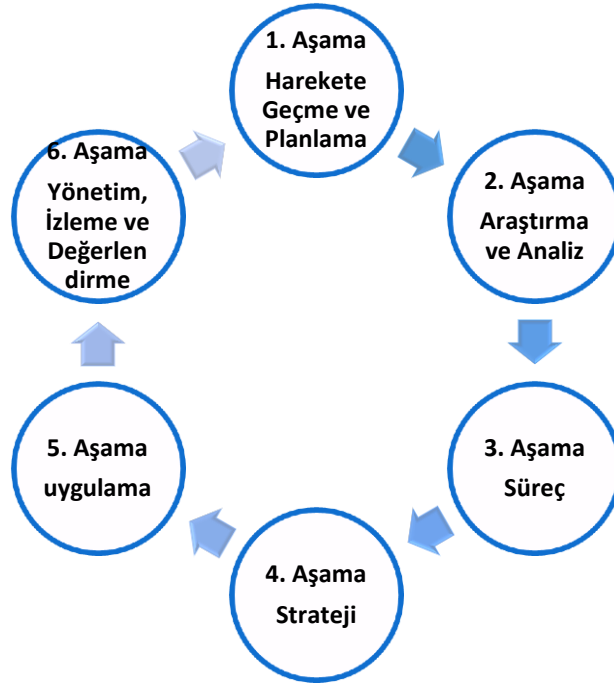 1. Aşama
Harekete
Geçme ve
Planlama
2. Aşama
Araştırma
ve Analiz
3. Aşama
Süreç
4. Aşama
Strateji
5. Aşama
uygulama
6. Aşama
Yönetim,
İzleme ve
Değerlen
dirme